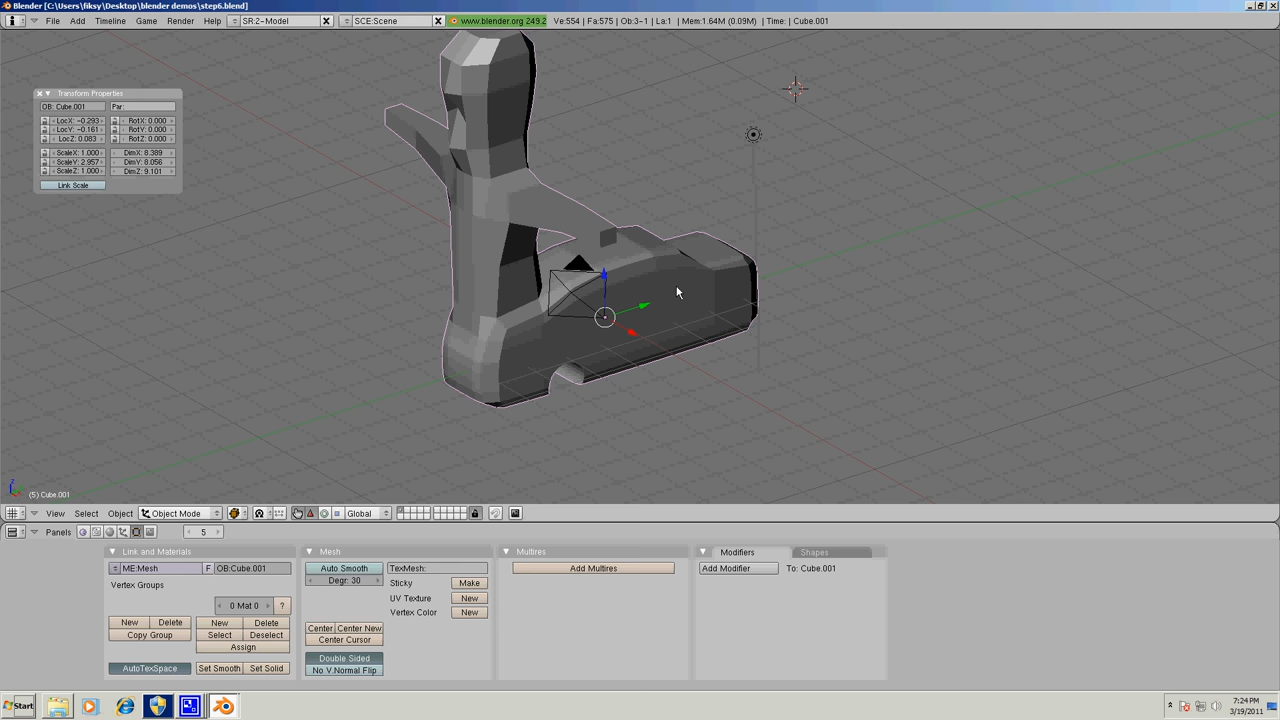 Blender [C:\Users\fiksy\Desktop\blender demos\step6.blend]
File Add Timeline Game Render Help SR:2-Model SCE:Scene www.blender.org 249.2 Ve:554 | Fa:575 | Ob:3-1 | La:1 | Mem:1.64M (0.09M) | Time: | Cube.001
Transform Properties
OB: Cube.001 Par:
LocX: -0.293 RotX: 0.000
LocY: -0.161 RotY: 0.000
LocZ: 0.083 RotZ: 0.000
ScaleX: 1.000 DimX: 8.389
ScaleY: 2.957 DimY: 8.056
ScaleZ: 1.000 DimZ: 9.101
Link Scale
(5) Cube.001
View Select Object Object Mode Global
Panels 5
Link and Materials Mesh Multires Modifiers Shapes
ME:Mesh F OB:Cube.001 Auto Smooth TexMesh: Add Multires Add Modifier To: Cube.001
Degr: 30 Sticky Make
Vertex Groups
UV Texture New
0 Mat 0 ?
Vertex Color New
New Delete New Delete
Center Center New
Copy Group Select Deselect Center Cursor
Assign
Double Sided
AutoTexSpace Set Smooth Set Solid No V.Normal Flip
Start
7:24 PM
3/19/2011